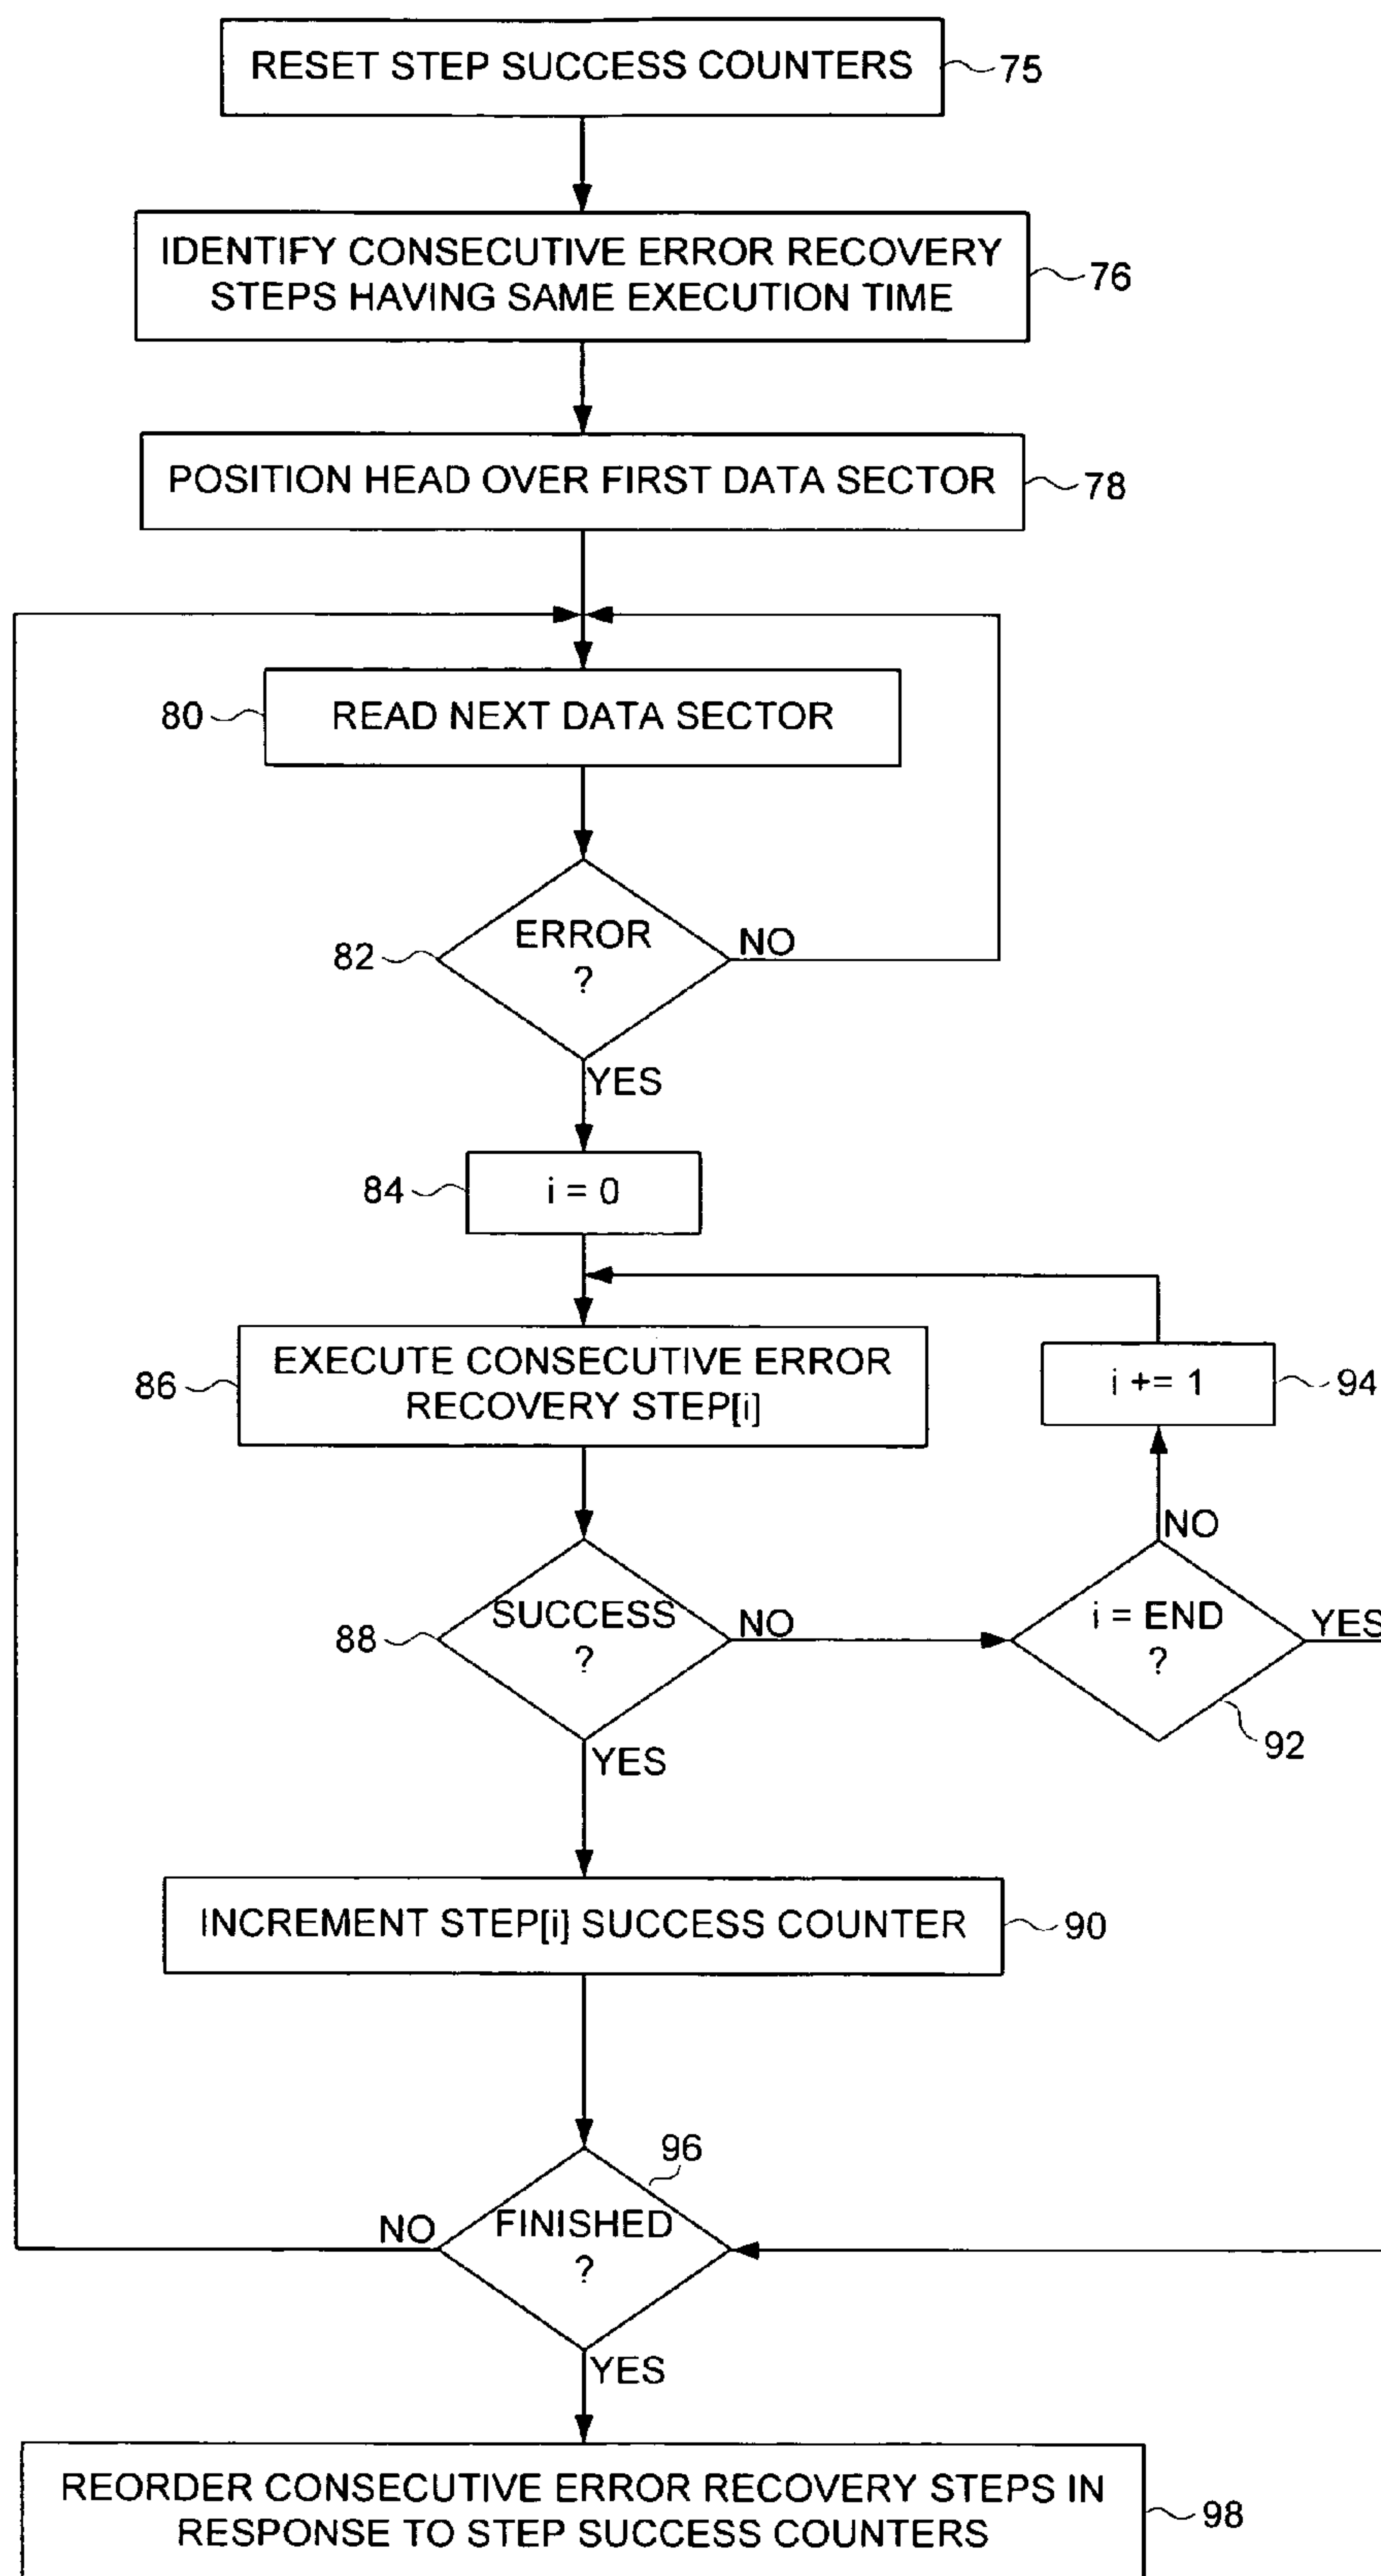 RESET STEP SUCCESS COUNTERS
75
IDENTIFY CONSECUTIVE ERROR RECOVERY
STEPS HAVING SAME EXECUTION TIME
76
POSITION HEAD OVER FIRST DATA SECTOR
78
80
READ NEXT DATA SECTOR
82
ERROR
?
NO
YES
84
i = 0
86
EXECUTE CONSECUTIVE ERROR
RECOVERY STEP[i]
i += 1
94
NO
88
SUCCESS
?
NO
i = END
?
YES
92
YES
INCREMENT STEP[i] SUCCESS COUNTER
90
96
NO
FINISHED
?
YES
REORDER CONSECUTIVE ERROR RECOVERY STEPS IN
RESPONSE TO STEP SUCCESS COUNTERS
98